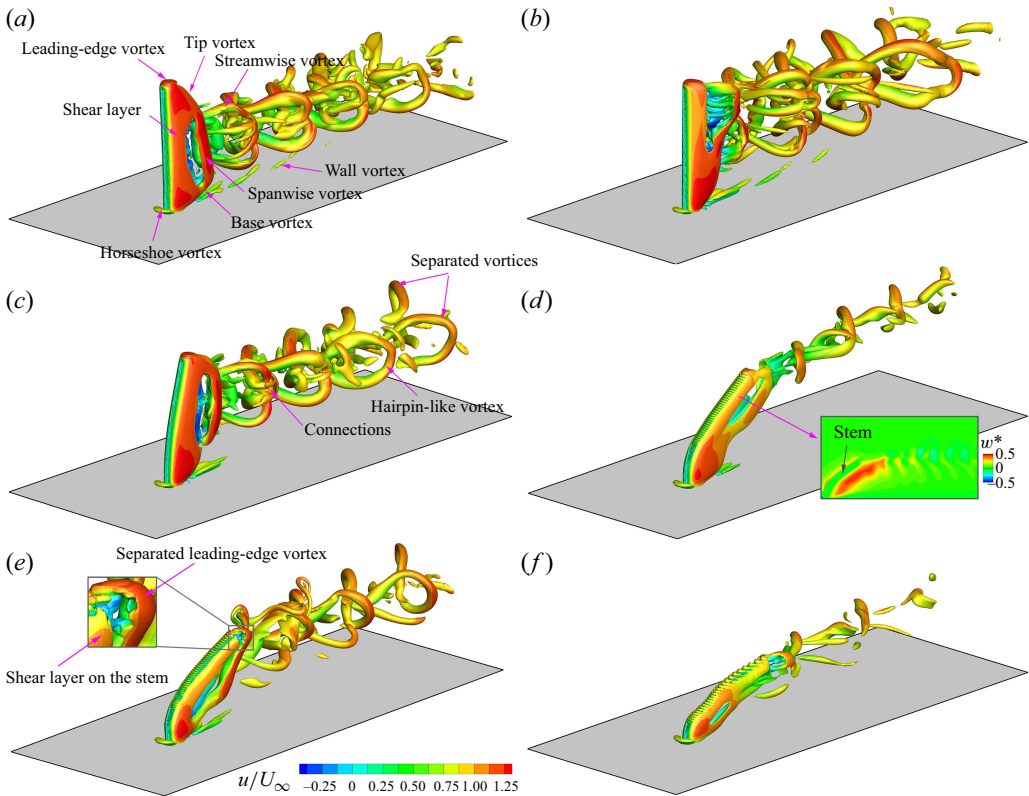 (a)
Leading-edge vortex
Tip vortex
Streamwise vortex
Shear layer
Wall vortex
Spanwise vortex
Base vortex
Horseshoe vortex
(b)
(c)
Separated vortices
Hairpin-like vortex
Connections
(d)
Stem
w*
0.5
0
−0.5
(e)
Separated leading-edge vortex
Shear layer on the stem
u/U∞
−0.25 0 0.25 0.50 0.75 1.00 1.25
(f)